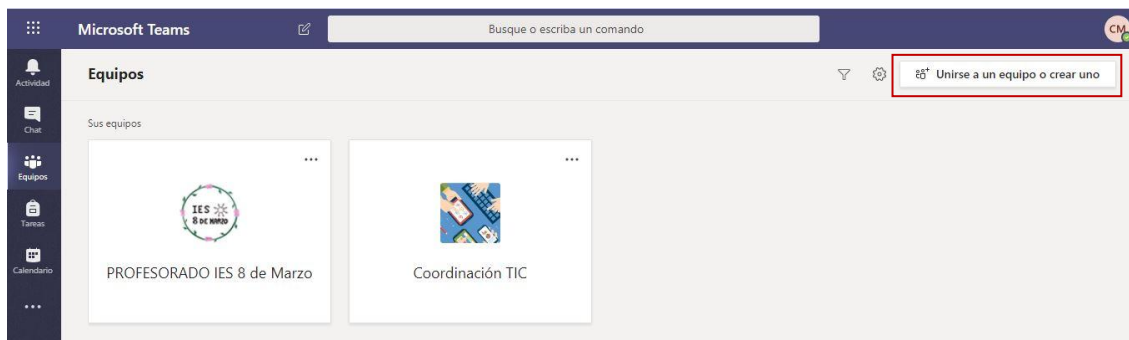 Microsoft Teams
Busque o escriba un comando
CM
Actividad
Chat
Equipos
Tareas
Calendario
Equipos
Unirse a un equipo o crear uno
Sus equipos
IES
8 DE MARZO
PROFESORADO IES 8 de Marzo
Coordinación TIC